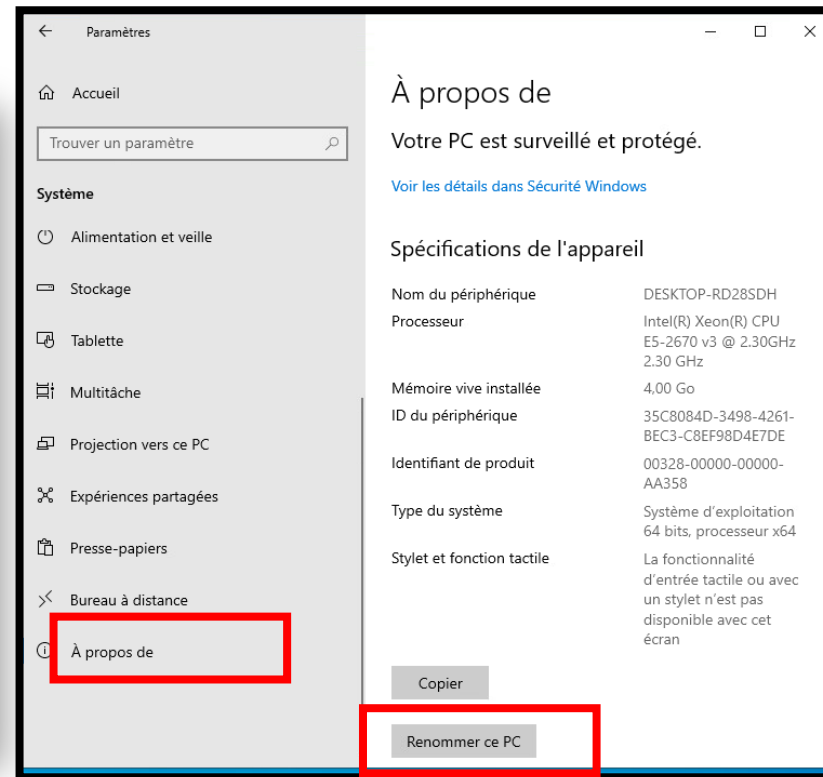 Paramètres
Accueil
Trouver un paramètre
Système
Alimentation et veille
Stockage
Tablette
Multitâche
Projection vers ce PC
Expériences partagées
Presse-papiers
Bureau à distance
À propos de
À propos de
Votre PC est surveillé et protégé.
Voir les détails dans Sécurité Windows
Spécifications de l'appareil
Nom du périphérique DESKTOP-RD28SDH
Processeur Intel(R) Xeon(R) CPU
E5-2670 v3 @ 2.30GHz
2.30 GHz
Mémoire vive installée 4,00 Go
ID du périphérique 35C8084D-3498-4261-
BEC3-C8EF98D4E7DE
Identifiant de produit 00328-00000-00000-
AA358
Type du système Système d'exploitation
64 bits, processeur x64
Stylet et fonction tactile La fonctionnalité
d'entrée tactile ou avec
un stylet n'est pas
disponible avec cet
écran
Copier
Renommer ce PC